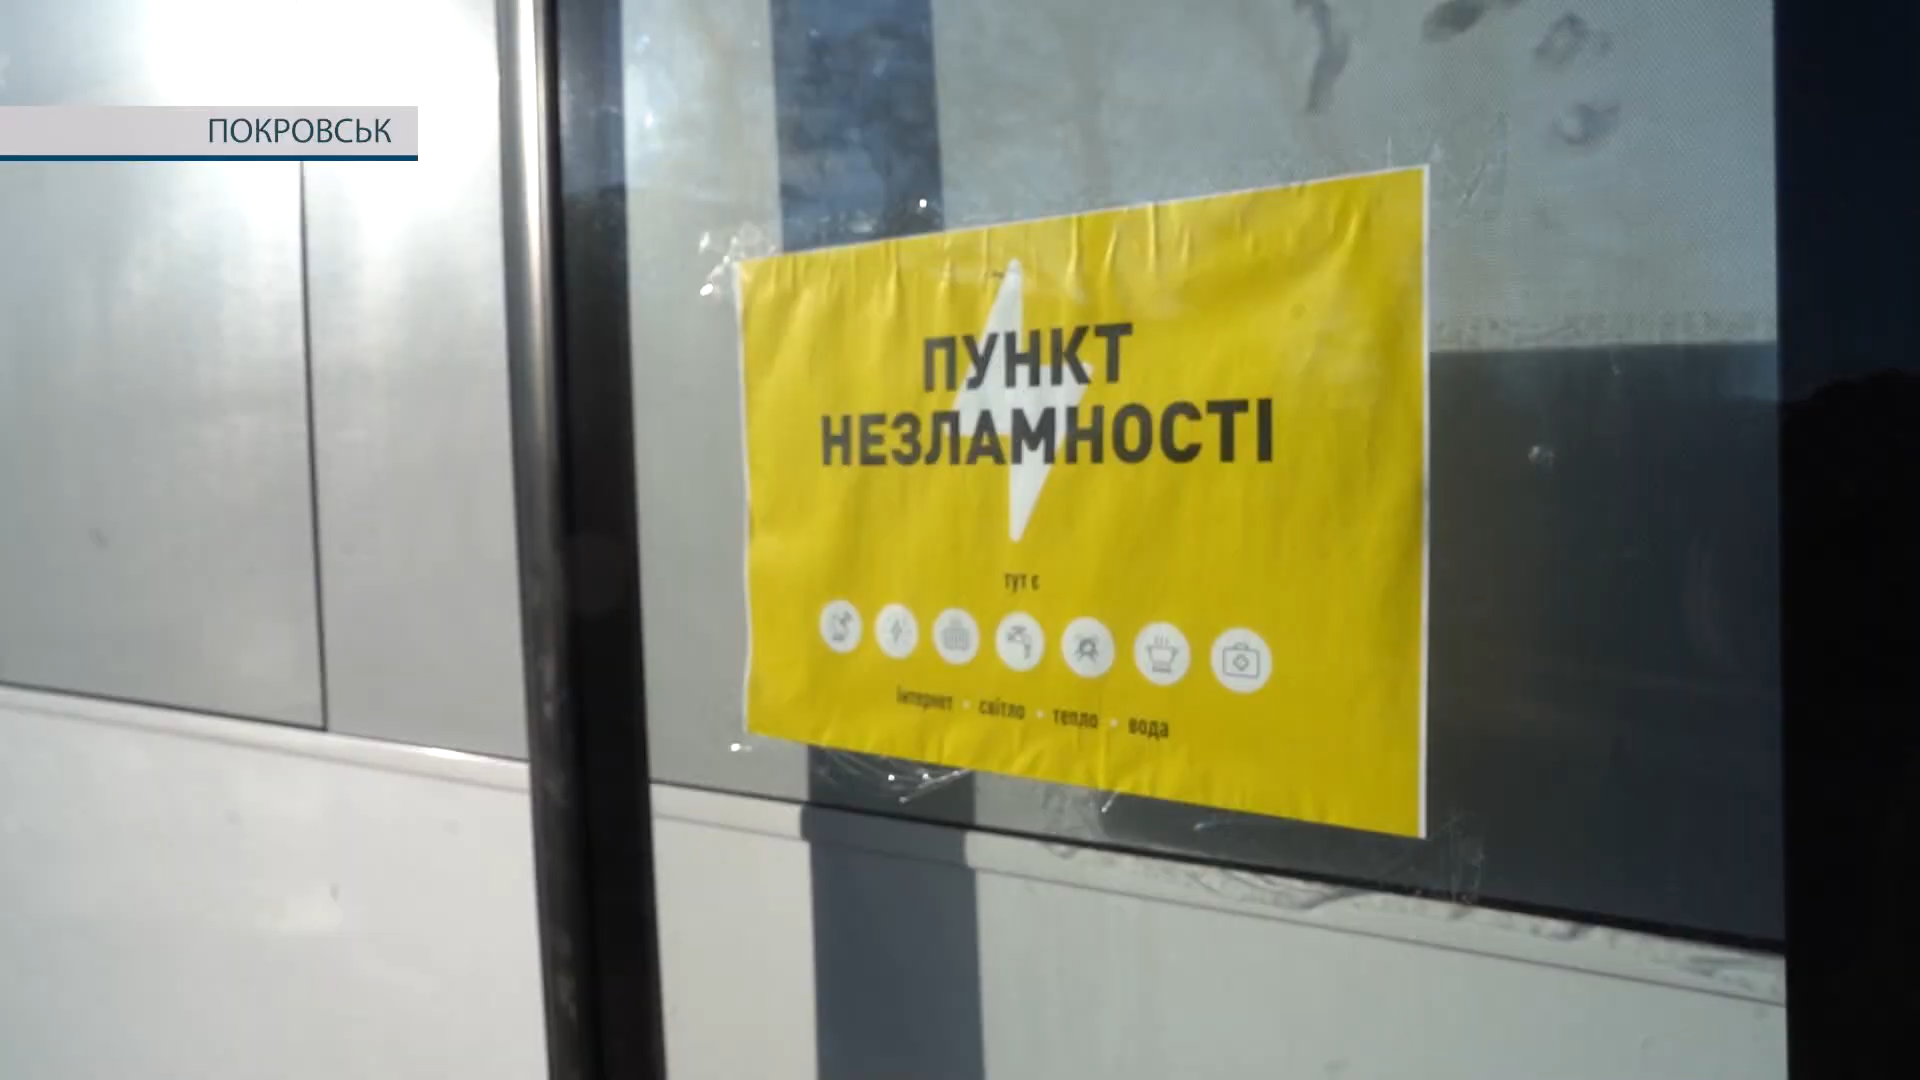 ПОКРОВСЬК
ПУНКТ
НЕЗЛАМНОСТІ
тут є
інтернет • світло • тепло • вода